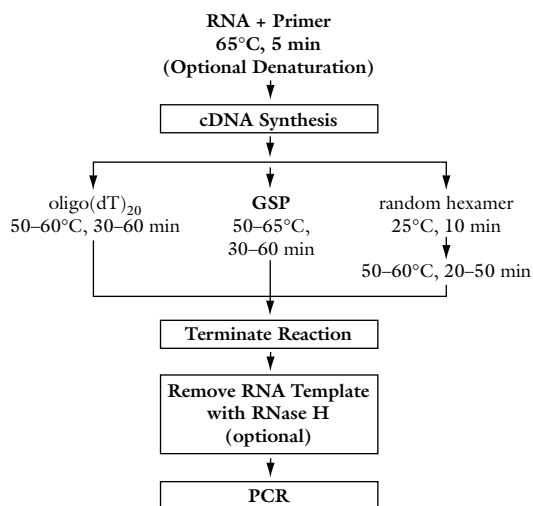 RNA + Primer
65°C, 5 min
(Optional Denaturation)
cDNA Synthesis
oligo(dT)20
50–60°C, 30–60 min
GSP
50–65°C,
30–60 min
random hexamer
25°C, 10 min
50–60°C, 20–50 min
Terminate Reaction
Remove RNA Template
with RNase H
(optional)
PCR